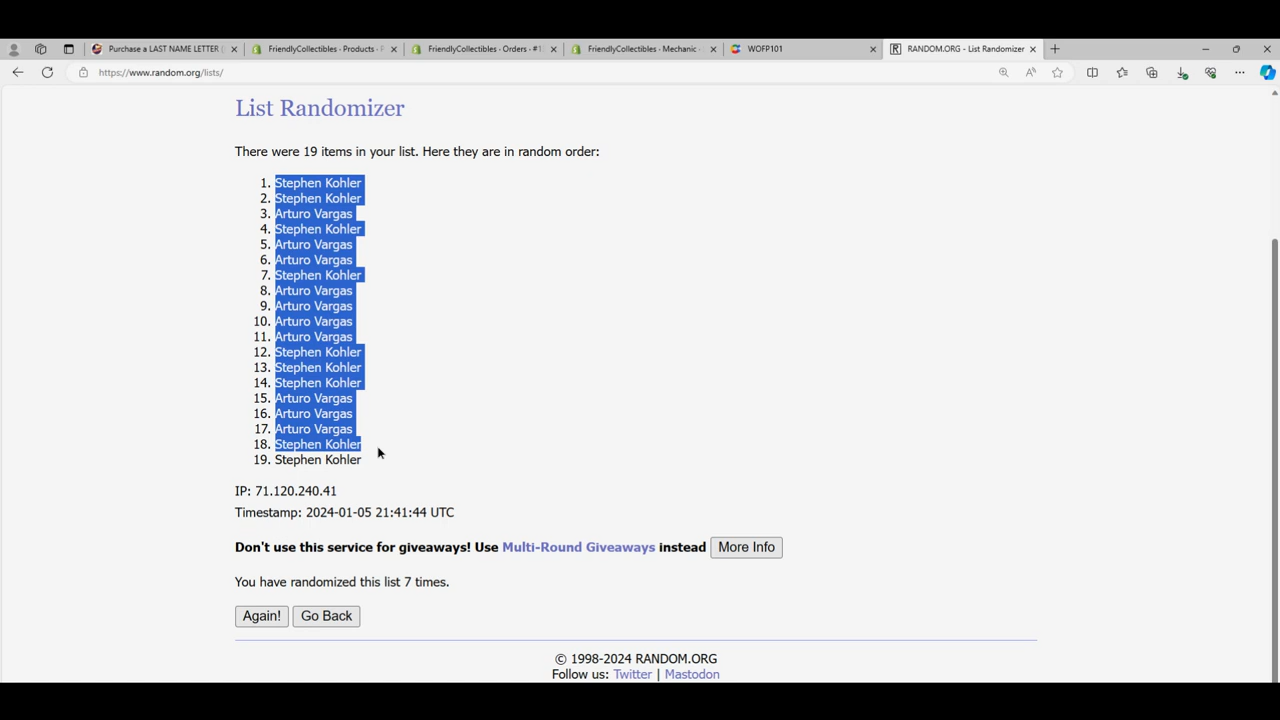 Purchase a LAST NAME LETTER
FriendlyCollectibles - Products -
FriendlyCollectibles - Orders - #1
FriendlyCollectibles - Mechanic -
WOFP101
RANDOM.ORG - List Randomizer
https://www.random.org/lists/
List Randomizer
There were 19 items in your list. Here they are in random order:
1. Stephen Kohler
2. Stephen Kohler
3. Arturo Vargas
4. Stephen Kohler
5. Arturo Vargas
6. Arturo Vargas
7. Stephen Kohler
8. Arturo Vargas
9. Arturo Vargas
10. Arturo Vargas
11. Arturo Vargas
12. Stephen Kohler
13. Stephen Kohler
14. Stephen Kohler
15. Arturo Vargas
16. Arturo Vargas
17. Arturo Vargas
18. Stephen Kohler
19. Stephen Kohler
IP: 71.120.240.41
Timestamp: 2024-01-05 21:41:44 UTC
Don't use this service for giveaways! Use Multi-Round Giveaways instead More Info
You have randomized this list 7 times.
Again! Go Back
© 1998-2024 RANDOM.ORG
Follow us: Twitter | Mastodon